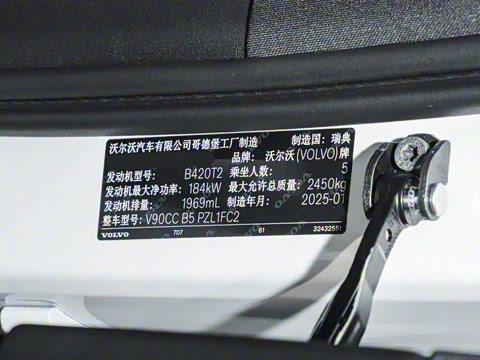 沃尔沃汽车有限公司哥德堡工厂制造 制造国：瑞典
品牌：沃尔沃(VOLVO)牌
发动机型号： B420T2 乘坐人数： 5
发动机最大净功率： 184kW 最大允许总质量： 2450kg
发动机排量： 1969mL 制造年月： 2025-01
整车型号： V90CC B5 PZL1FC2
VOLVO 707 61 32432551